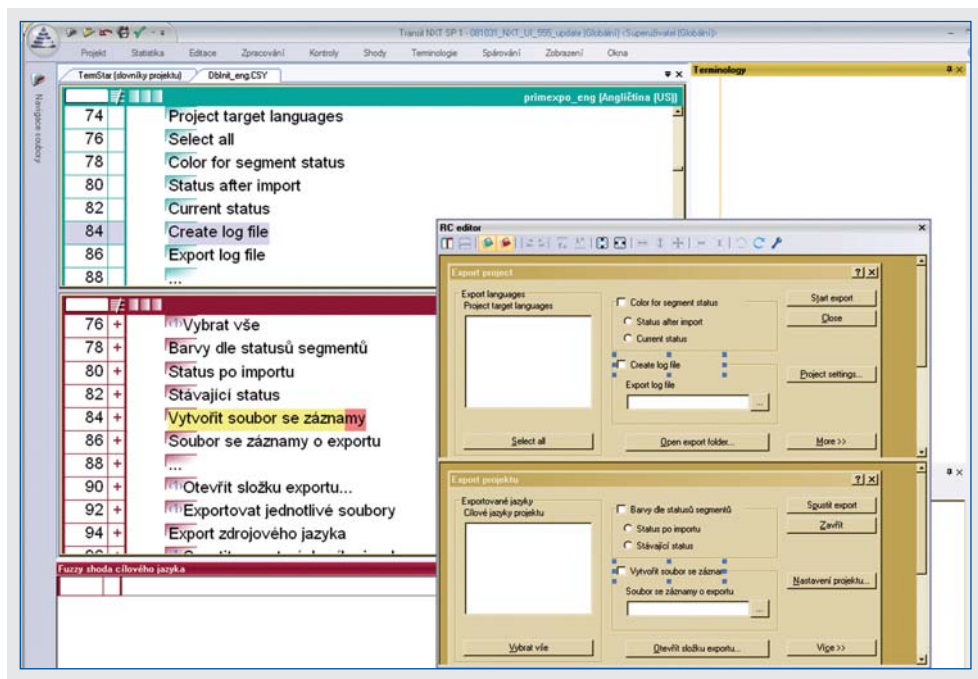 Transit NXT SP 1 - 081031_NXT_UI_555_update (Globální) <Superuživatel (Globální)>
Projekt Statistika Editace Zpracování Kontroly Shody Terminologie Spárování Zobrazení Okna
TermStar (slovníky projektu) DbInit_eng.CSY
Navigace soubory
Terminology
primexpo_eng (Angličtina (US))
74 Project target languages
76 Select all
78 Color for segment status
80 Status after import
82 Current status
84 Create log file
86 Export log file
88 ...
76 + Vybrat vše
78 + Barvy dle statusů segmentů
80 + Status po importu
82 + Stávající status
84 + Vytvořit soubor se záznamy
86 + Soubor se záznamy o exportu
88 + ...
90 + Otevřít složku exportu...
92 + Exportovat jednotlivé soubory
94 + Export zdrojového jazyka
Fuzzy shoda cílového jazyka
RC editor
Export project
Export languages
Project target languages
Color for segment status
Status after import
Current status
Create log file
Export log file
...
Start export
Close
Project settings...
Select all
Open export folder...
More >>
Export projektu
Exportované jazyky
Cílové jazyky projektu
Barvy dle statusů segmentů
Status po importu
Stávající status
Vytvořit soubor se záznam
Soubor se záznamy o exportu
...
Spustit export
Zavřít
Nastavení projektu...
Vybrat vše
Otevřít složku exportu...
Více >>